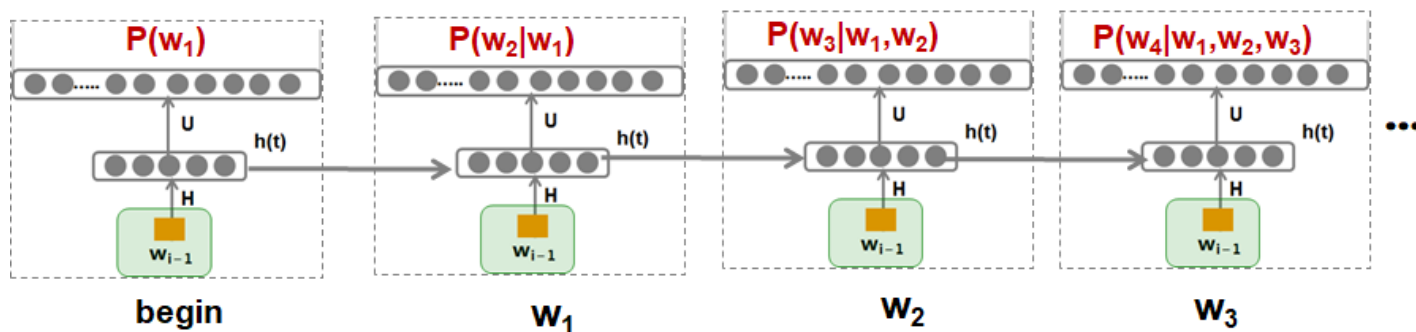 P(w₁) P(w₂|w₁) P(w₃|w₁,w₂) P(w₄|w₁,w₂,w₃)
..... ..... ..... .....
U h(t) U h(t) U h(t) U h(t)
...
H H H H
wᵢ₋₁ wᵢ₋₁ wᵢ₋₁ wᵢ₋₁
begin w₁ w₂ w₃